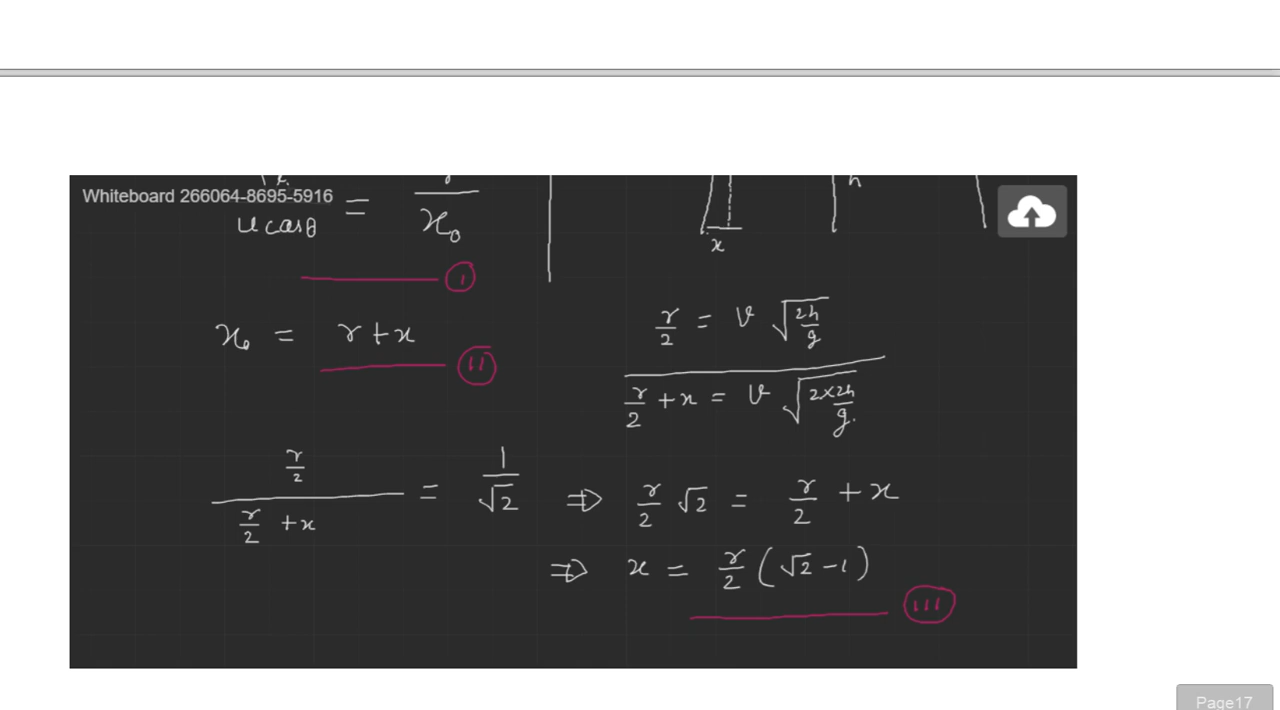 Whiteboard 266064-8695-5916
u cosθ = r/x₀
h
x
(I)
x₀ = r + x
(II)
r/2 = v √(2h/g)
r/2 + x = v √(2×2h/g)
(r/2)/(r/2 + x) = 1/√2 ⇒ r/2 √2 = r/2 + x
⇒ x = r/2 (√2 - 1)
(III)
Page17